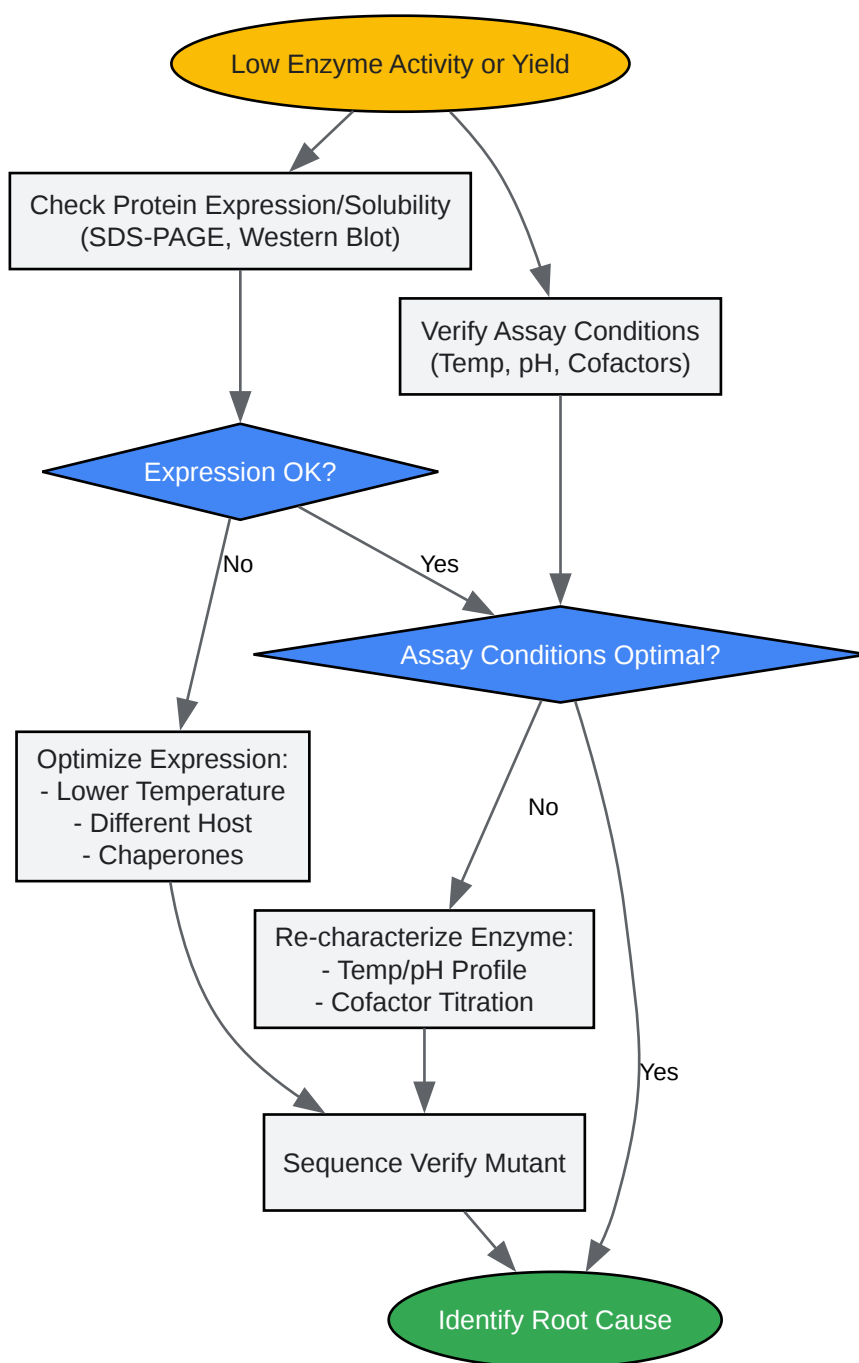 Low Enzyme Activity or Yield
Check Protein Expression/Solubility
(SDS-PAGE, Western Blot)
Verify Assay Conditions
(Temp, pH, Cofactors)
Expression OK?
No
Yes
Assay Conditions Optimal?
Optimize Expression:
- Lower Temperature
- Different Host
- Chaperones
No
Re-characterize Enzyme:
- Temp/pH Profile
- Cofactor Titration
Yes
Sequence Verify Mutant
Identify Root Cause